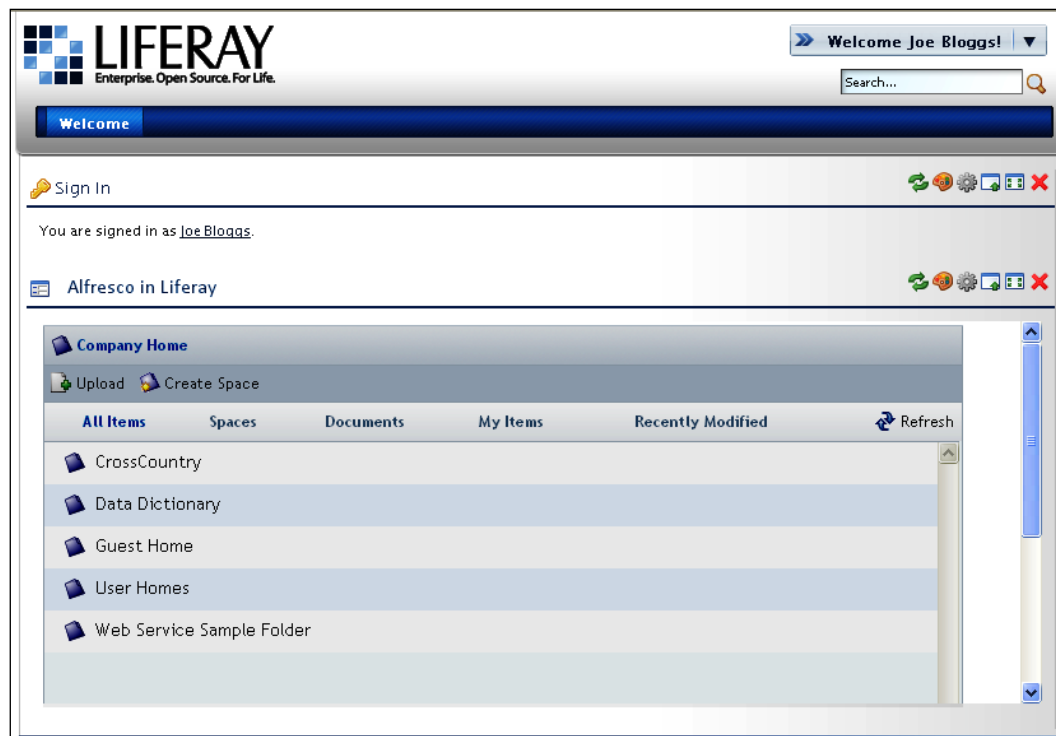 LIFERAY
Enterprise. Open Source. For Life.
Welcome Joe Bloggs!
Search...
Welcome
Sign In
You are signed in as Joe Bloggs.
Alfresco in Liferay
Company Home
Upload Create Space
All Items Spaces Documents My Items Recently Modified Refresh
CrossCountry
Data Dictionary
Guest Home
User Homes
Web Service Sample Folder